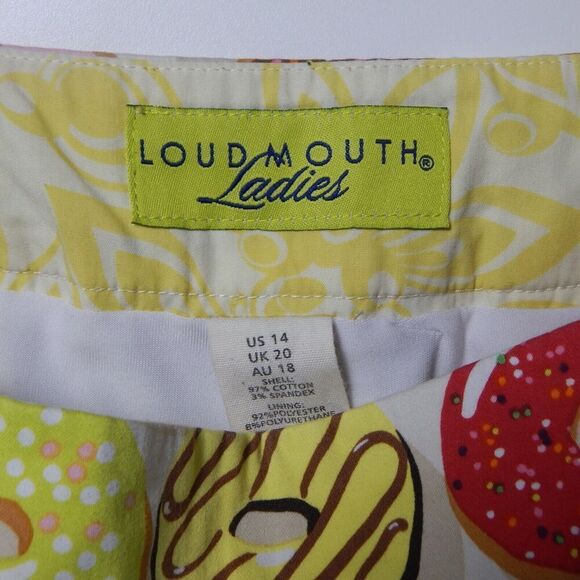 LOUDMOUTH®
Ladies
US 14
UK 20
AU 18
SHELL:
97% COTTON
3% SPANDEX
LINING:
92%POLYESTER
8%POLYURETHANE